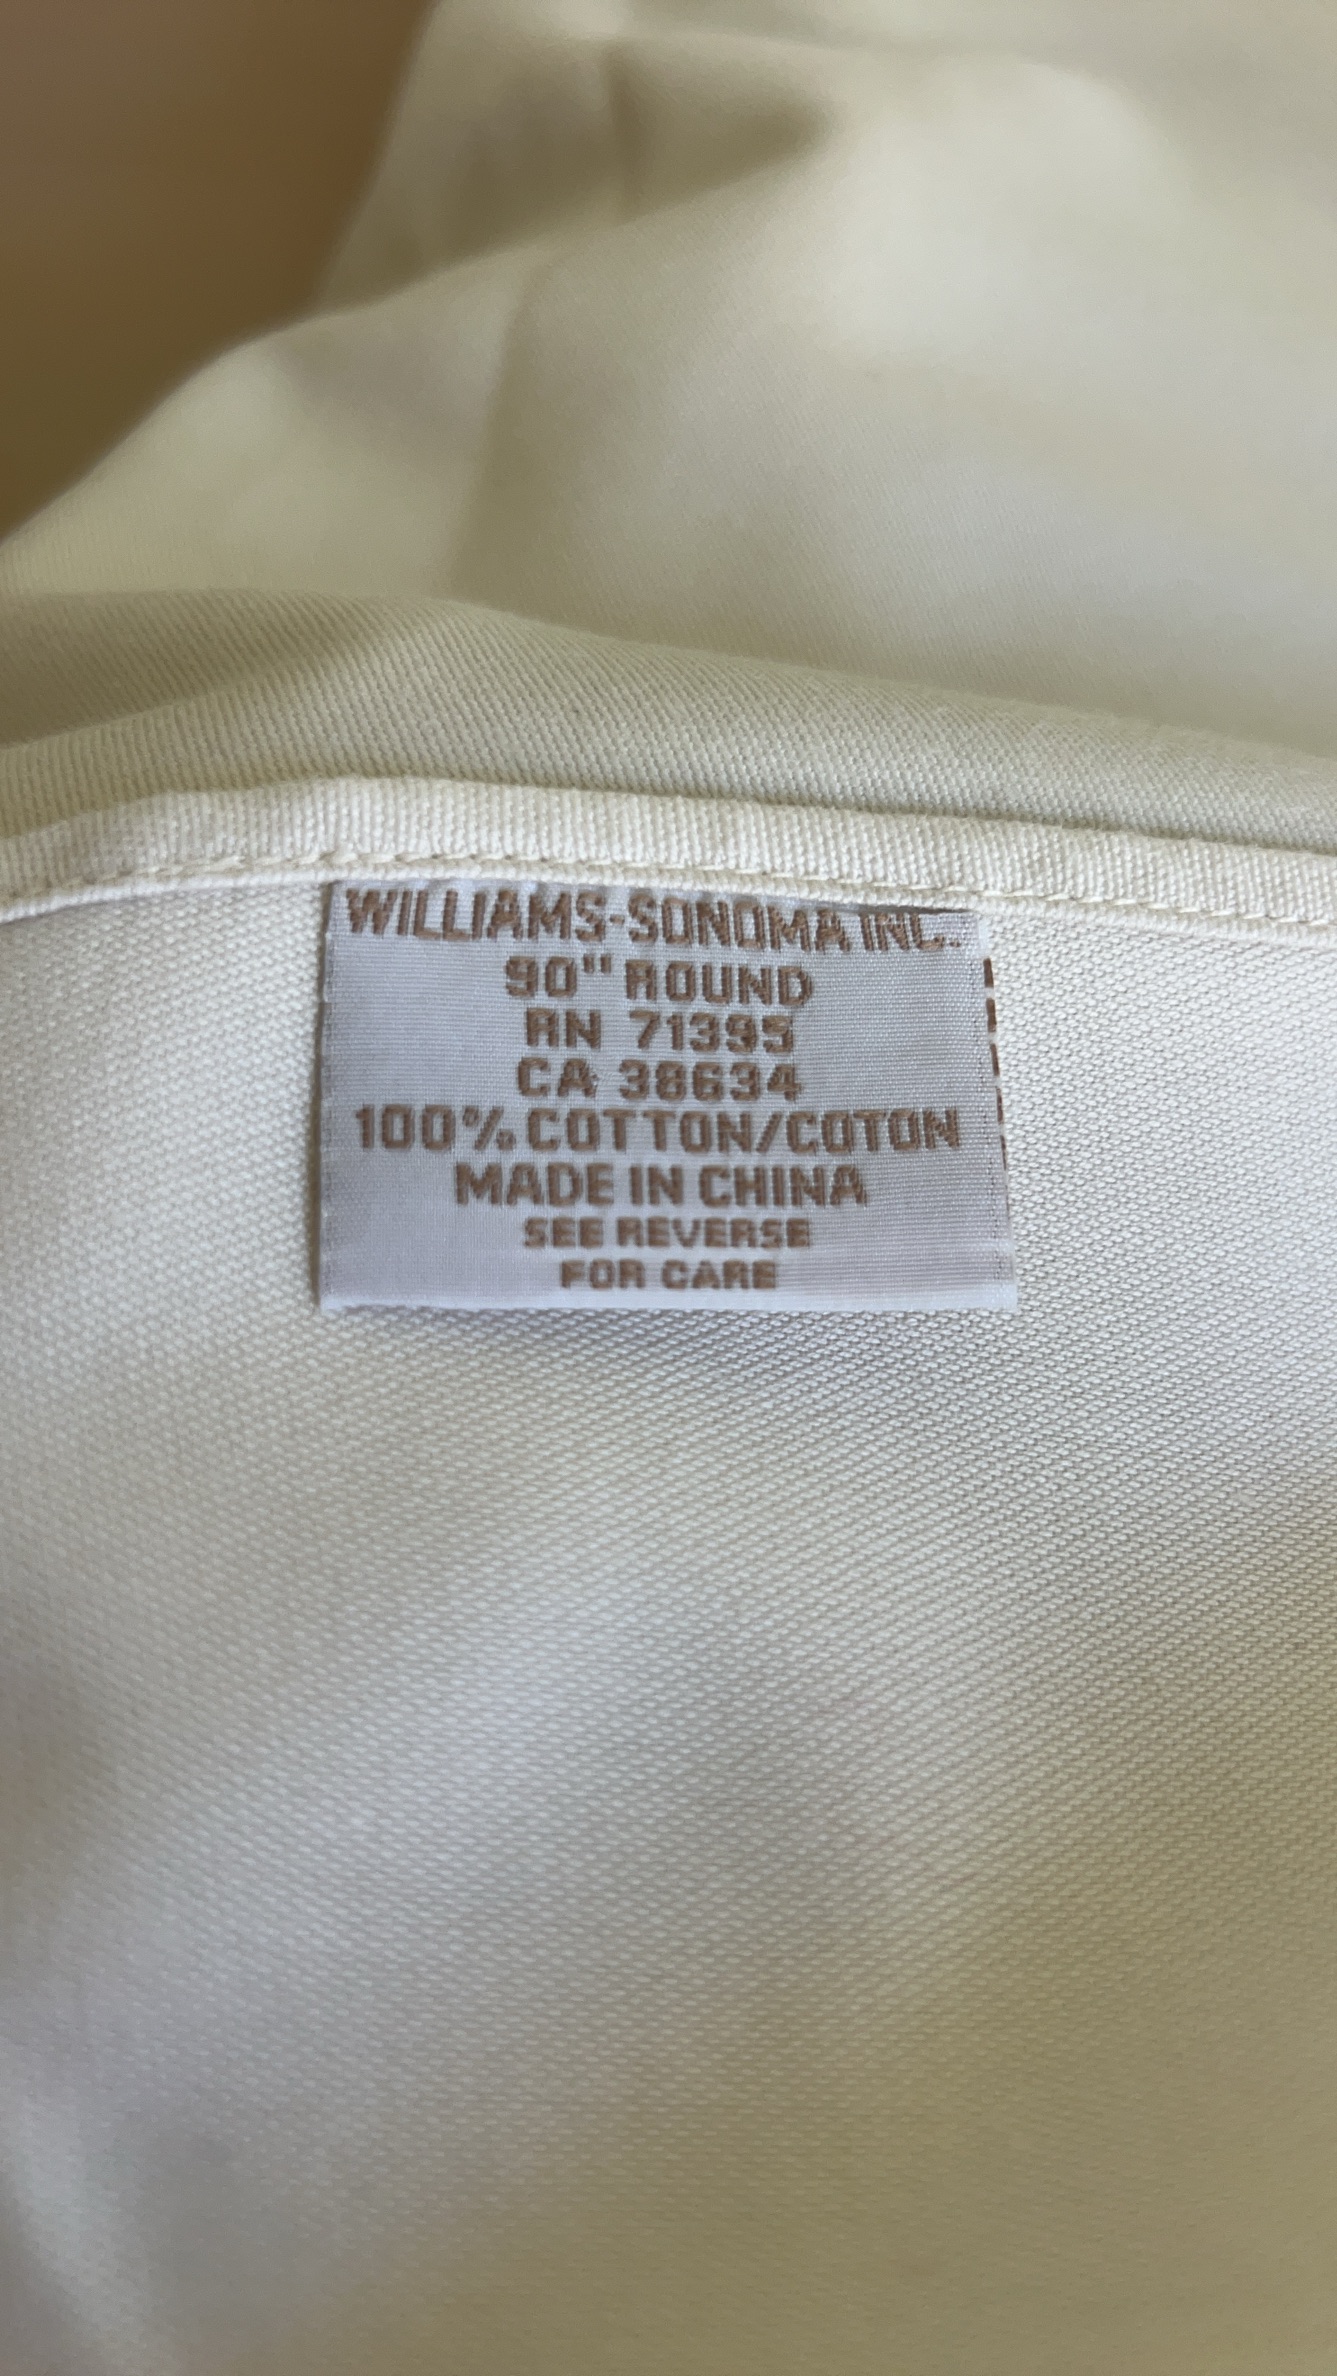 WILLIAMS-SONOMA INC.
90" ROUND
RN 71395
CA 38634
100% COTTON/COTON
MADE IN CHINA
SEE REVERSE
FOR CARE